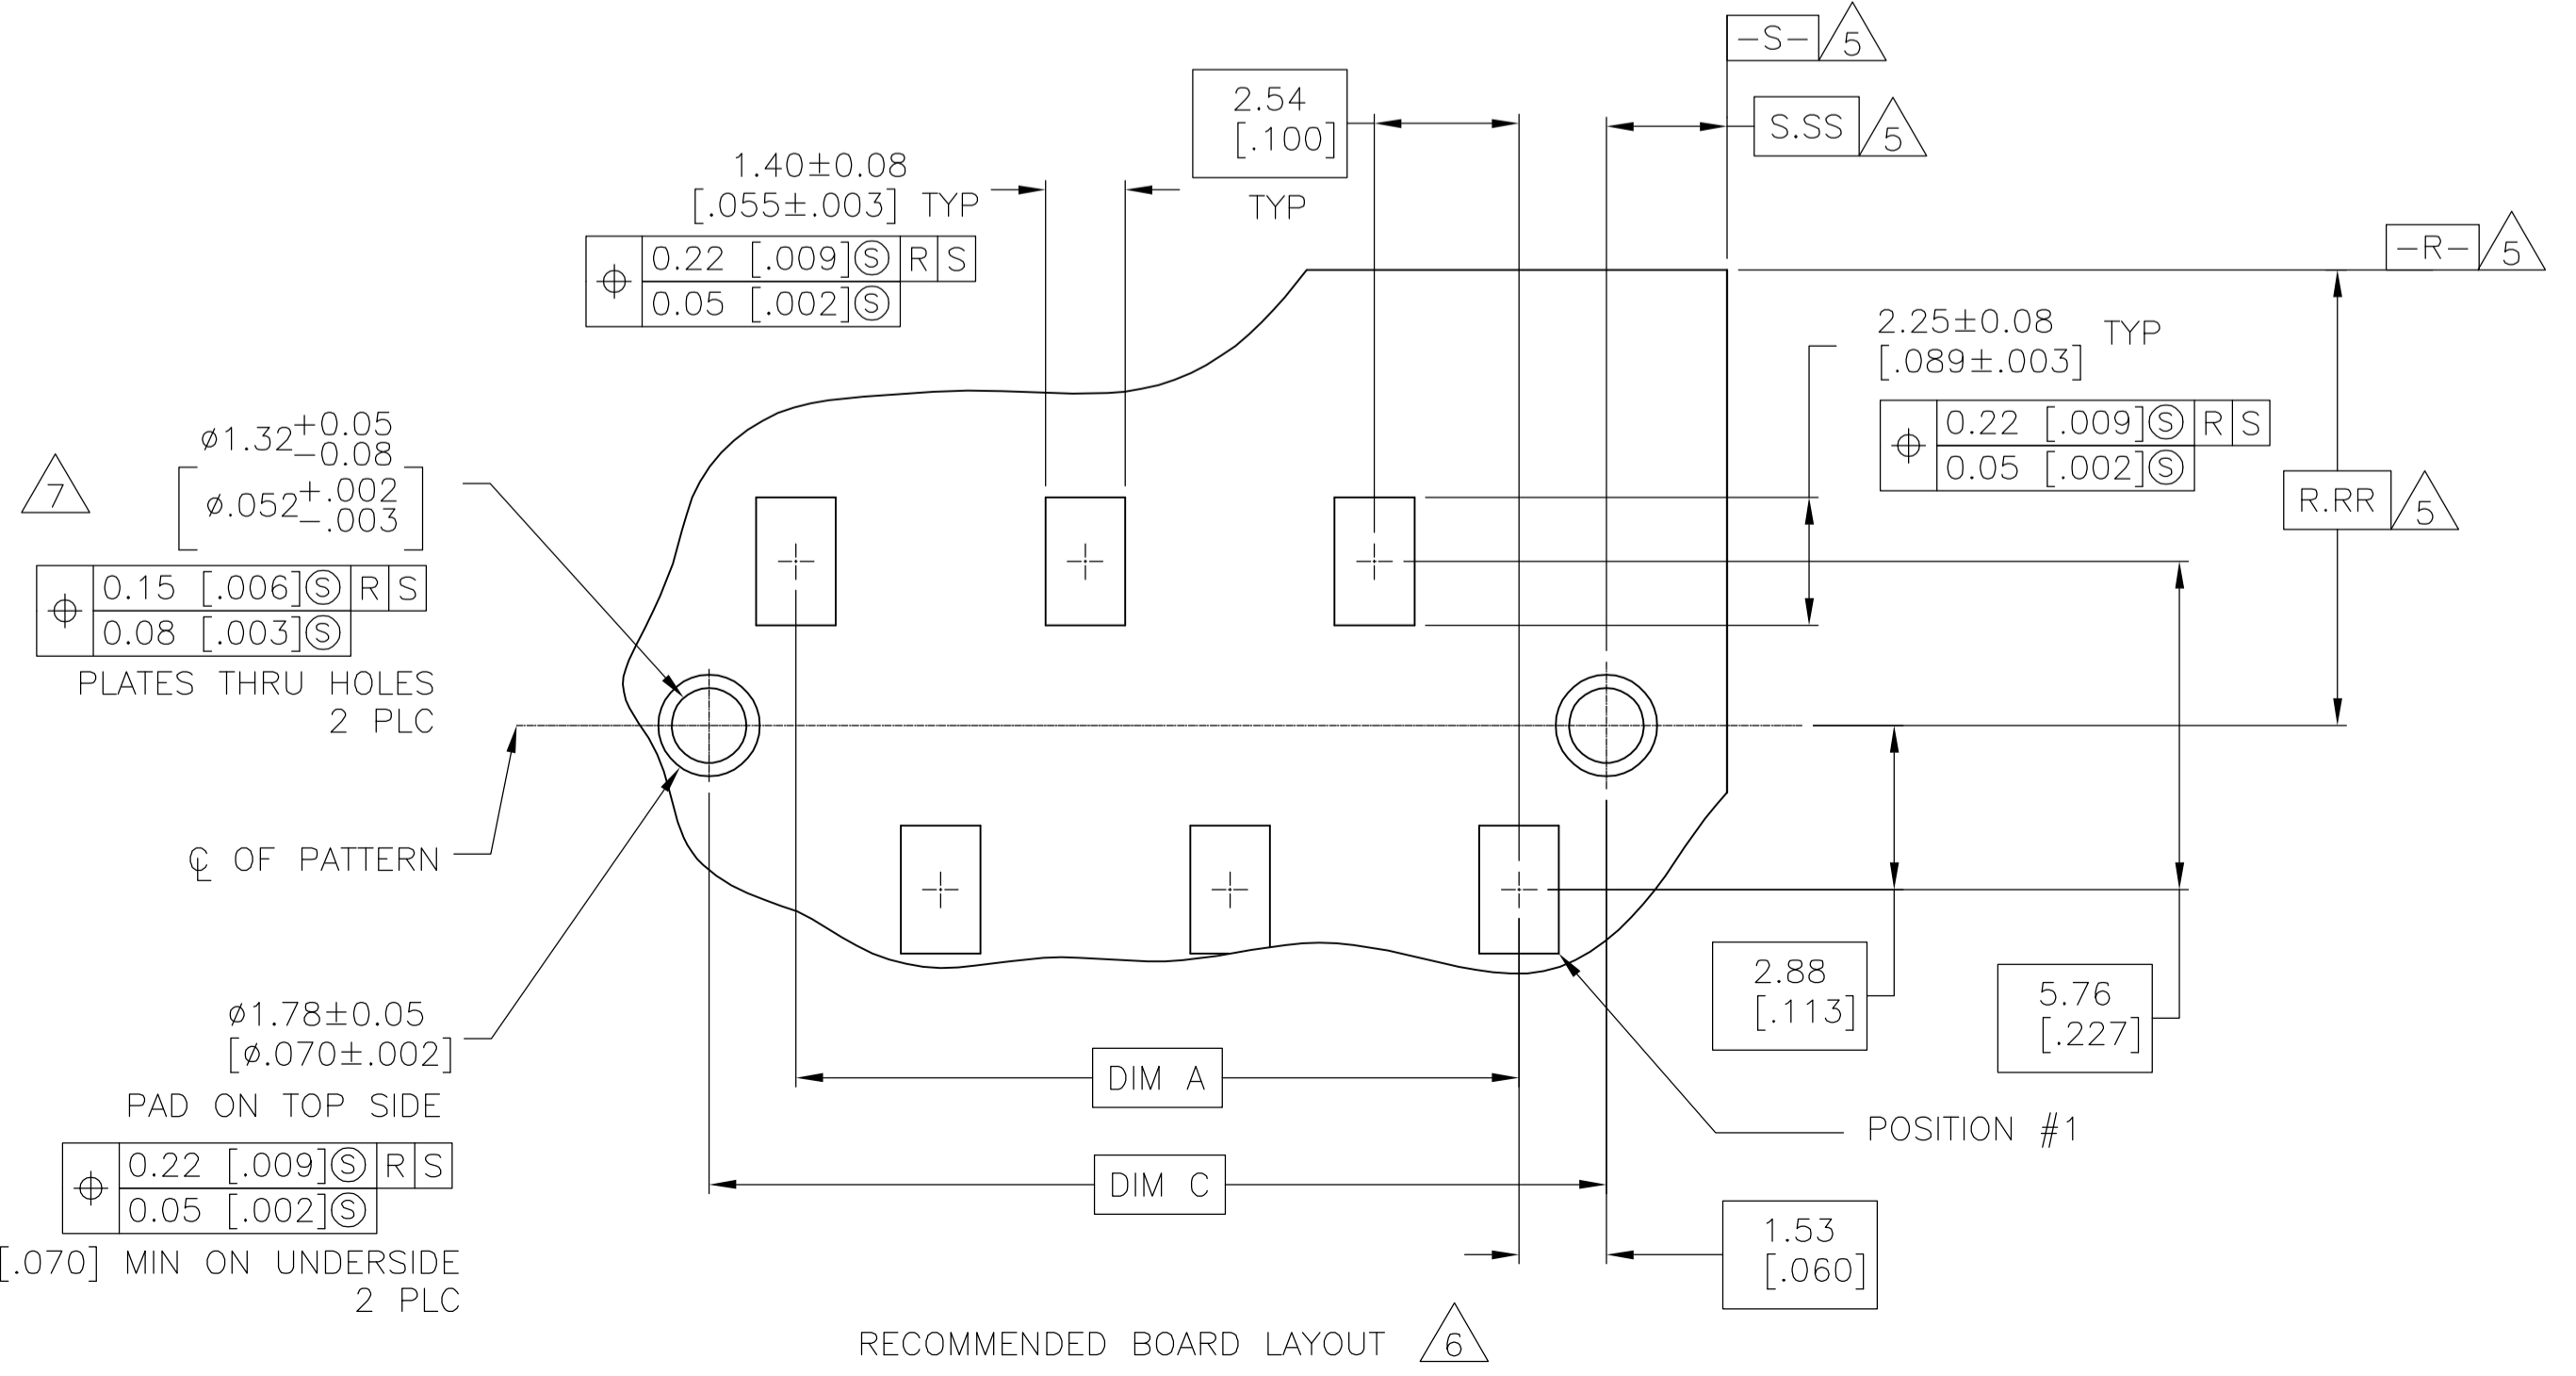 -S- 5
2.54
[.100]
TYP
S.SS 5
1.40±0.08
[.055±.003] TYP
⌖ 0.22 [.009]Ⓢ R S
0.05 [.002]Ⓢ
-R- 5
2.25±0.08 TYP
[.089±.003]
⌖ 0.22 [.009]Ⓢ R S
0.05 [.002]Ⓢ
R.RR 5
7
ø1.32+0.05
-0.08
[ø.052+.002
-.003]
⌖ 0.15 [.006]Ⓢ R S
0.08 [.003]Ⓢ
PLATES THRU HOLES
2 PLC
℄ OF PATTERN
ø1.78±0.05
[ø.070±.002]
PAD ON TOP SIDE
⌖ 0.22 [.009]Ⓢ R S
0.05 [.002]Ⓢ
[.070] MIN ON UNDERSIDE
2 PLC
2.88
[.113]
5.76
[.227]
DIM A
POSITION #1
DIM C
1.53
[.060]
RECOMMENDED BOARD LAYOUT 6